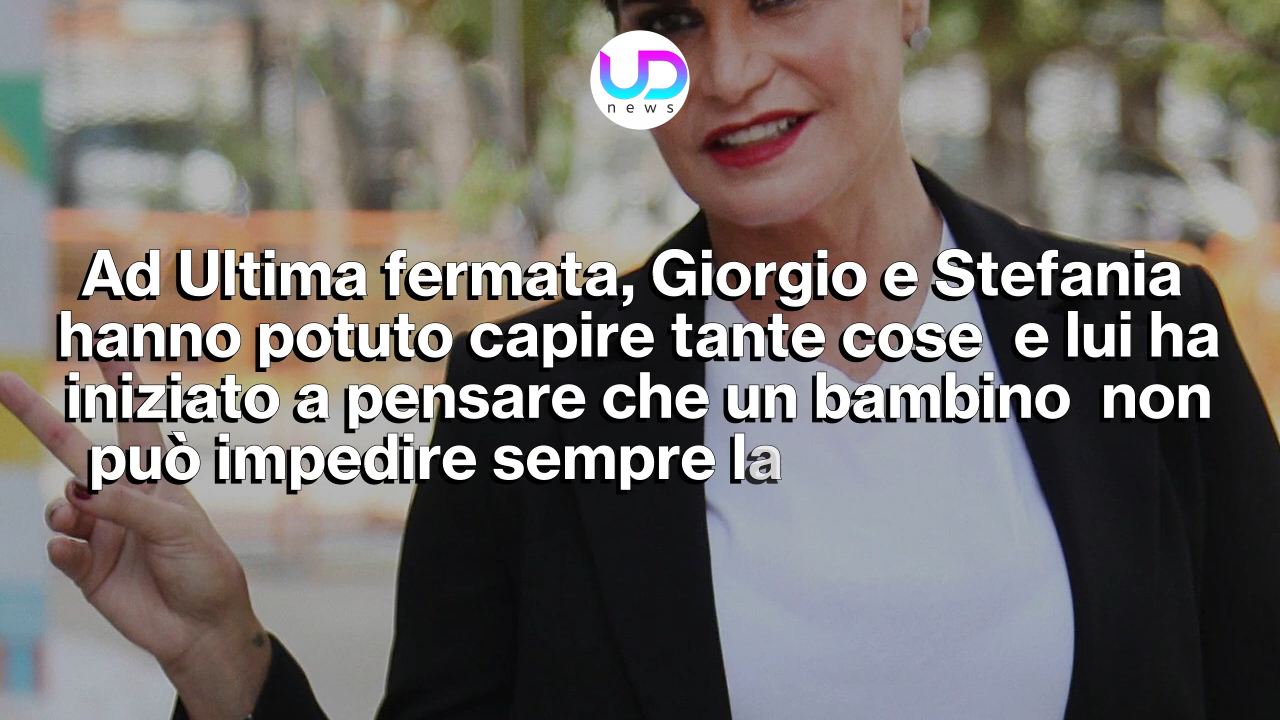 UD
news
Ad Ultima fermata, Giorgio e Stefania
hanno potuto capire tante cose e lui ha
iniziato a pensare che un bambino non
può impedire sempre la